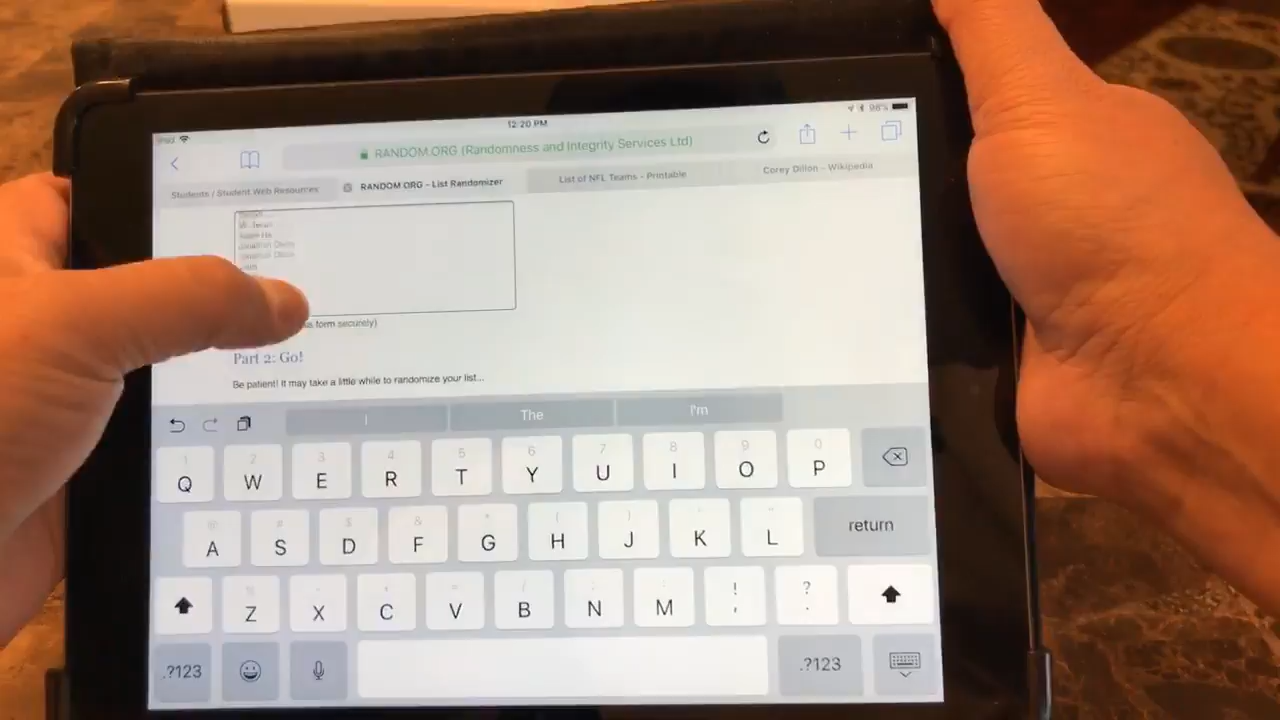 iPad 12:20 PM 98%
RANDOM.ORG (Randomness and Integrity Services Ltd)
Students / Student Web Resources RANDOM.ORG - List Randomizer List of NFL Teams - Printable Corey Dillon - Wikipedia
form securely)
Part 2: Go!
Be patient! It may take a little while to randomize your list...
I The I'm
1 2 3 4 5 6 7 8 9 0
Q W E R T Y U I O P
@ # $ & * ( ) ' "
A S D F G H J K L return
% - + = / ; : ! ?
Z X C V B N M , .
.?123 .?123